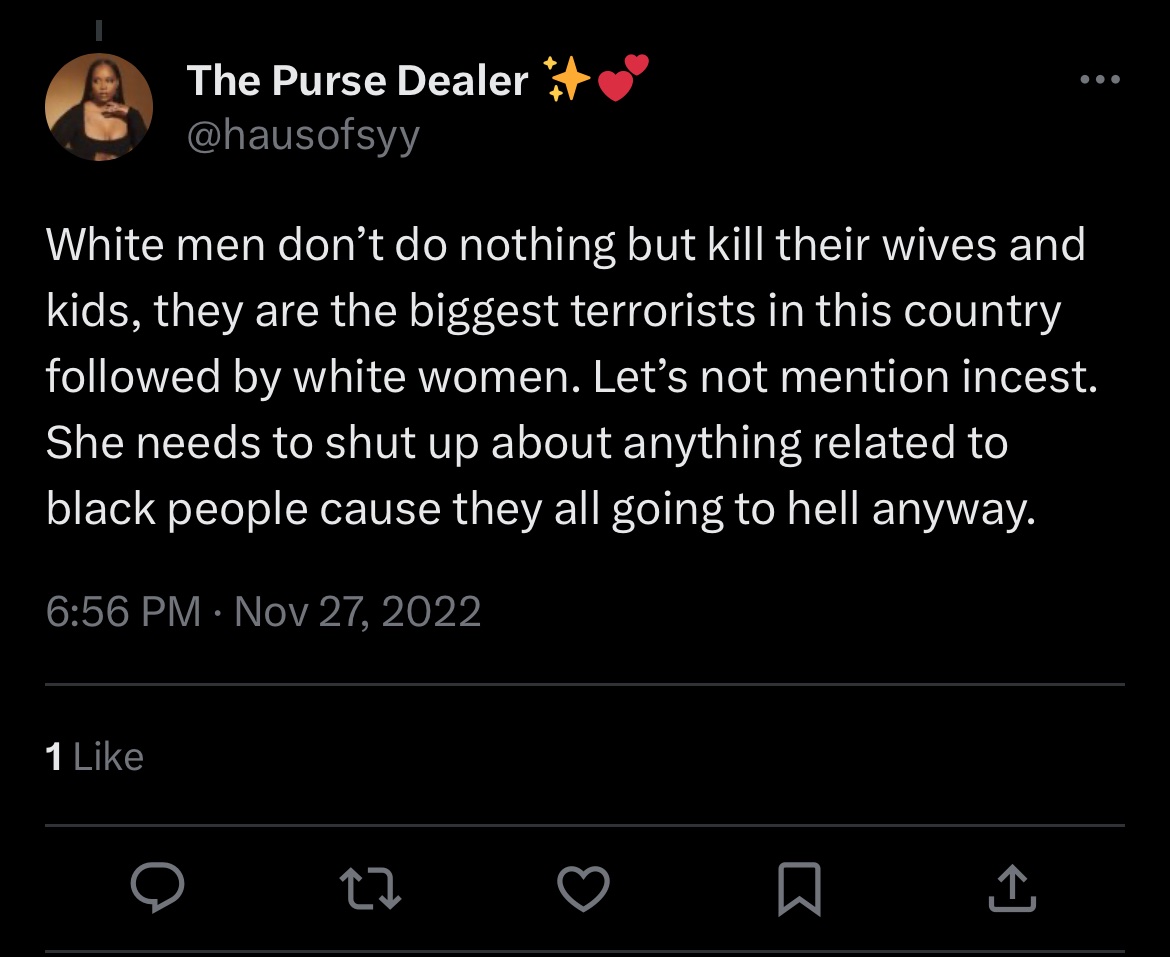 The Purse Dealer ✨💕
@hausofsyy
White men don’t do nothing but kill their wives and
kids, they are the biggest terrorists in this country
followed by white women. Let’s not mention incest.
She needs to shut up about anything related to
black people cause they all going to hell anyway.
6:56 PM · Nov 27, 2022
1 Like